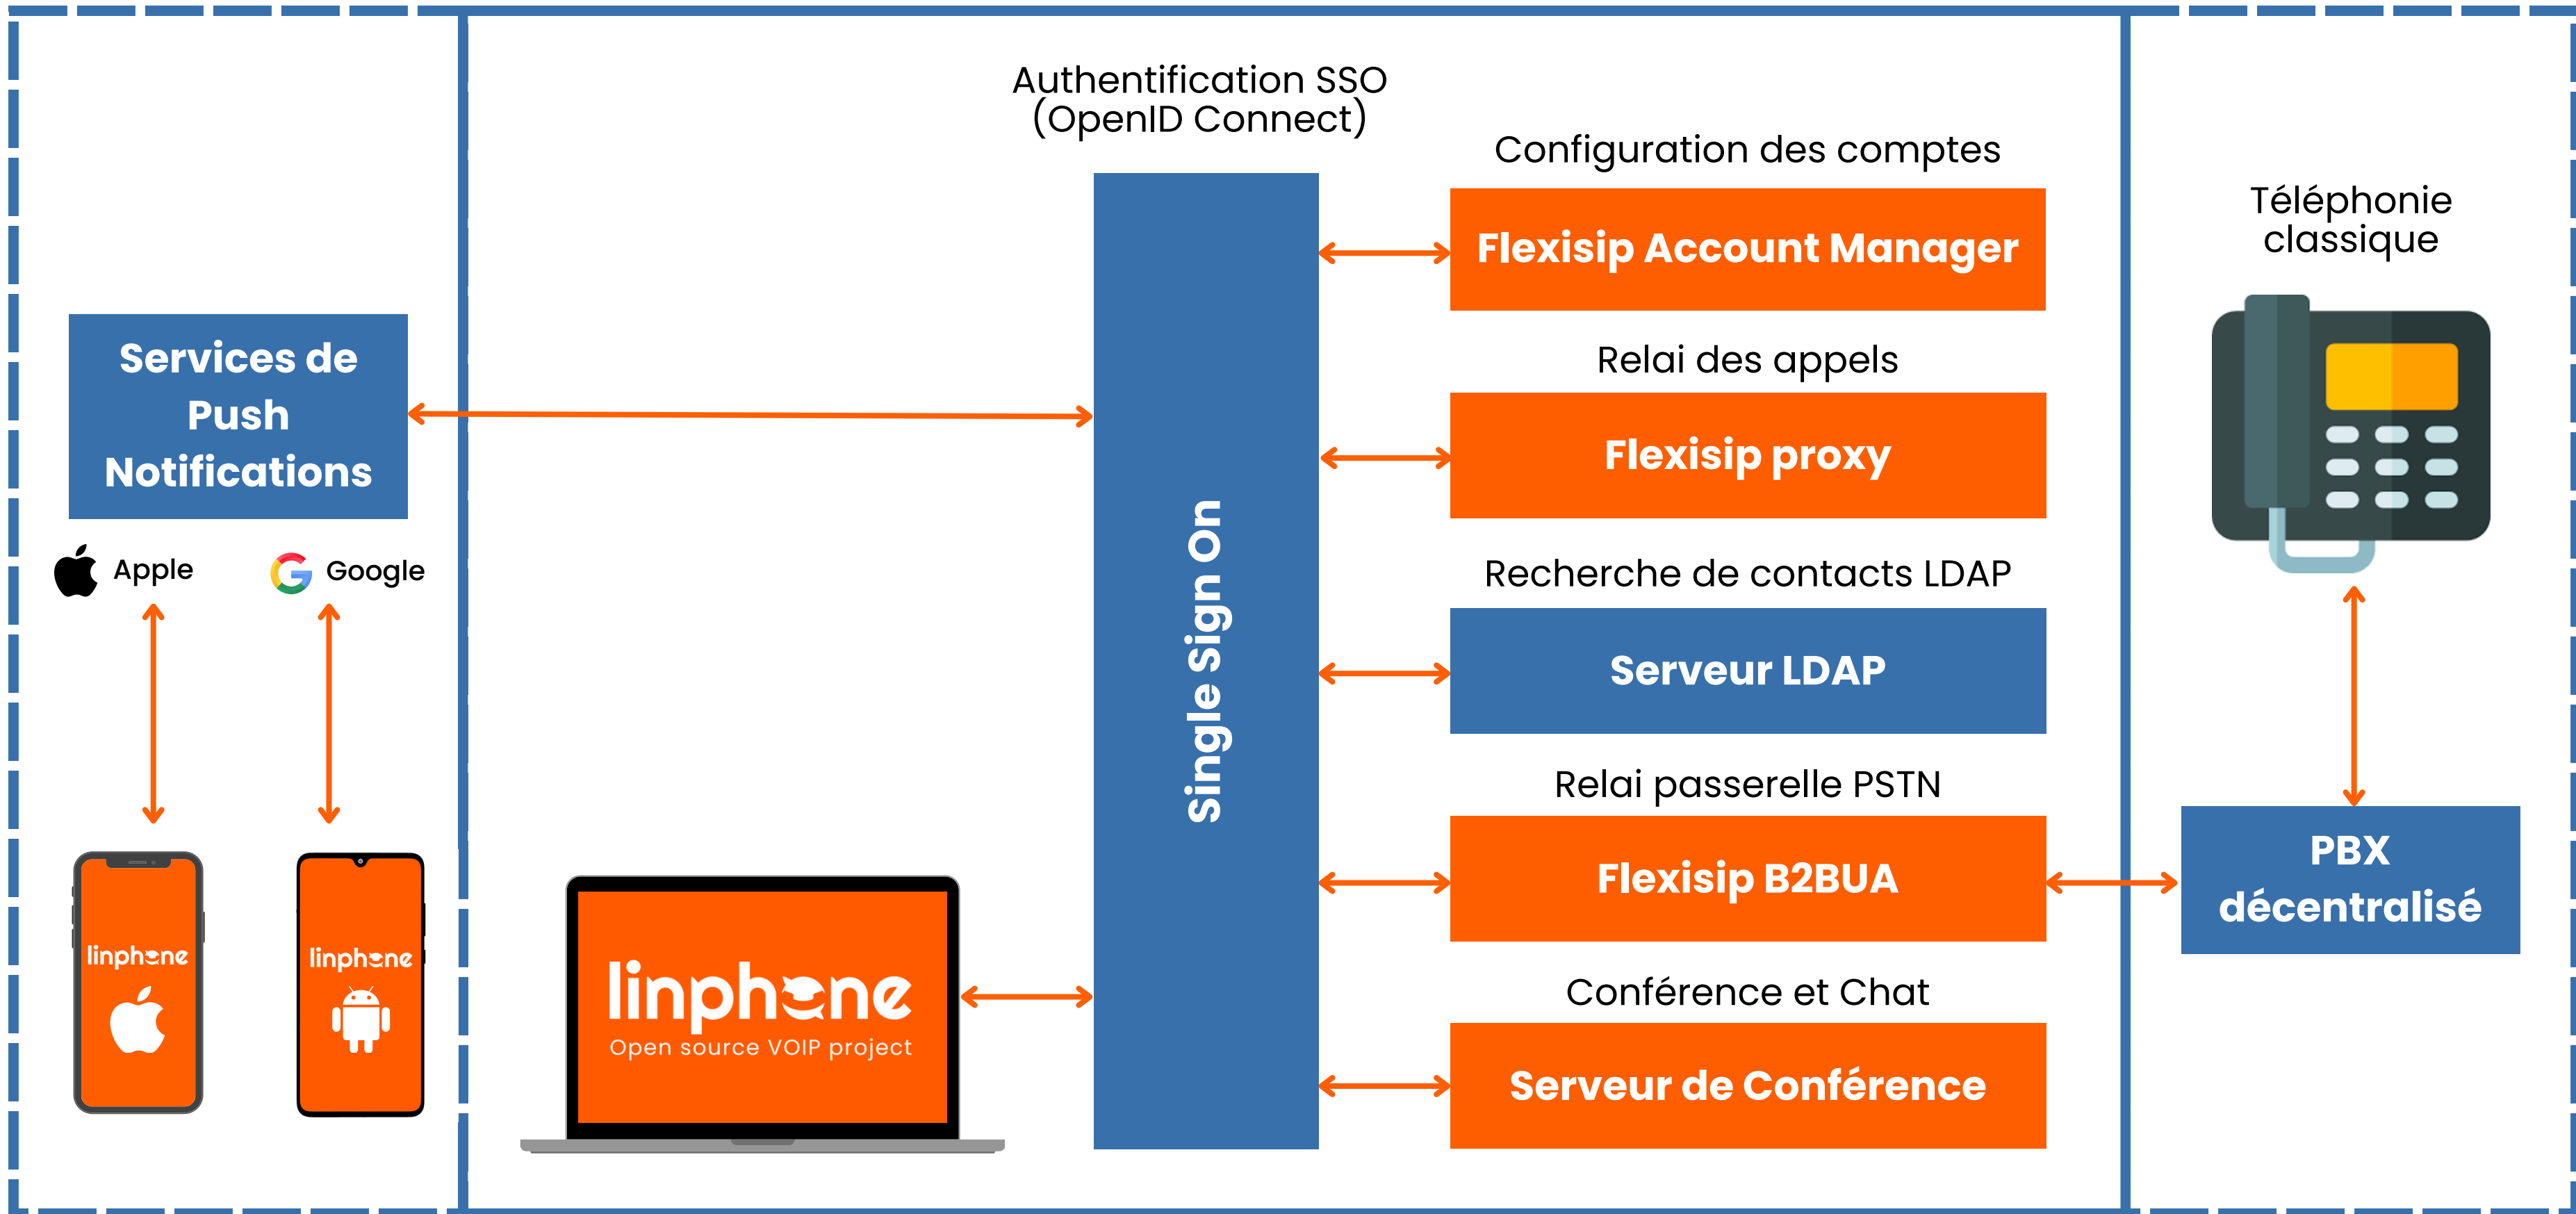 Authentification SSO
(OpenID Connect)
Configuration des comptes
Flexisip Account Manager
Téléphonie
classique
Services de
Push
Notifications
Relai des appels
Flexisip proxy
Apple
Google
Single Sign On
Recherche de contacts LDAP
Serveur LDAP
Relai passerelle PSTN
Flexisip B2BUA
PBX
décentralisé
linphone
linphone
linphone
Open source VOIP project
Conférence et Chat
Serveur de Conférence